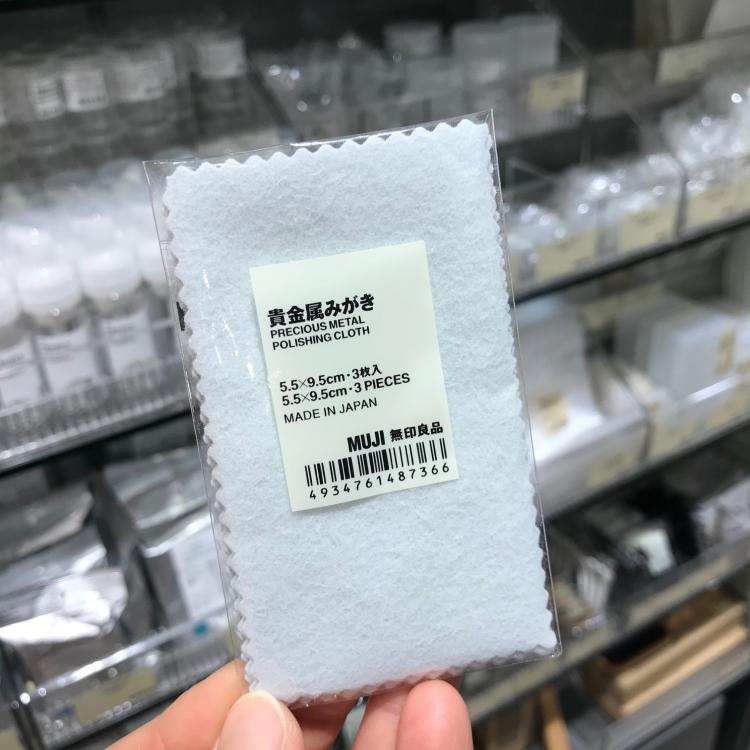 貴金属みがき
PRECIOUS METAL
POLISHING CLOTH
5.5×9.5cm・3枚入
5.5×9.5cm・3 PIECES
MADE IN JAPAN
MUJI 無印良品
4934761487366